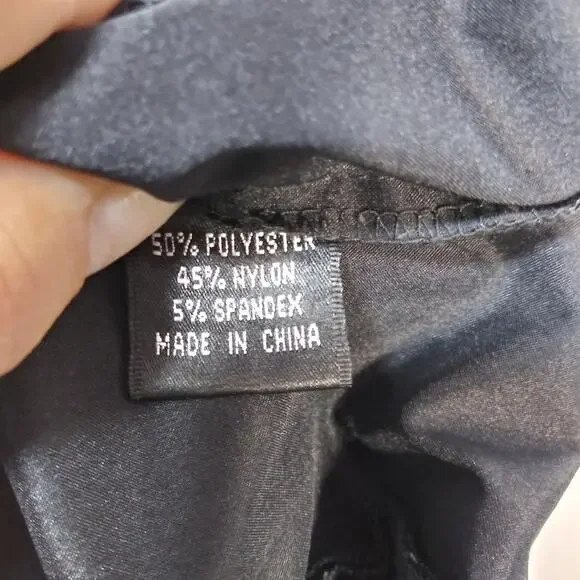 50% POLYESTER
45% NYLON
5% SPANDEX
MADE IN CHINA